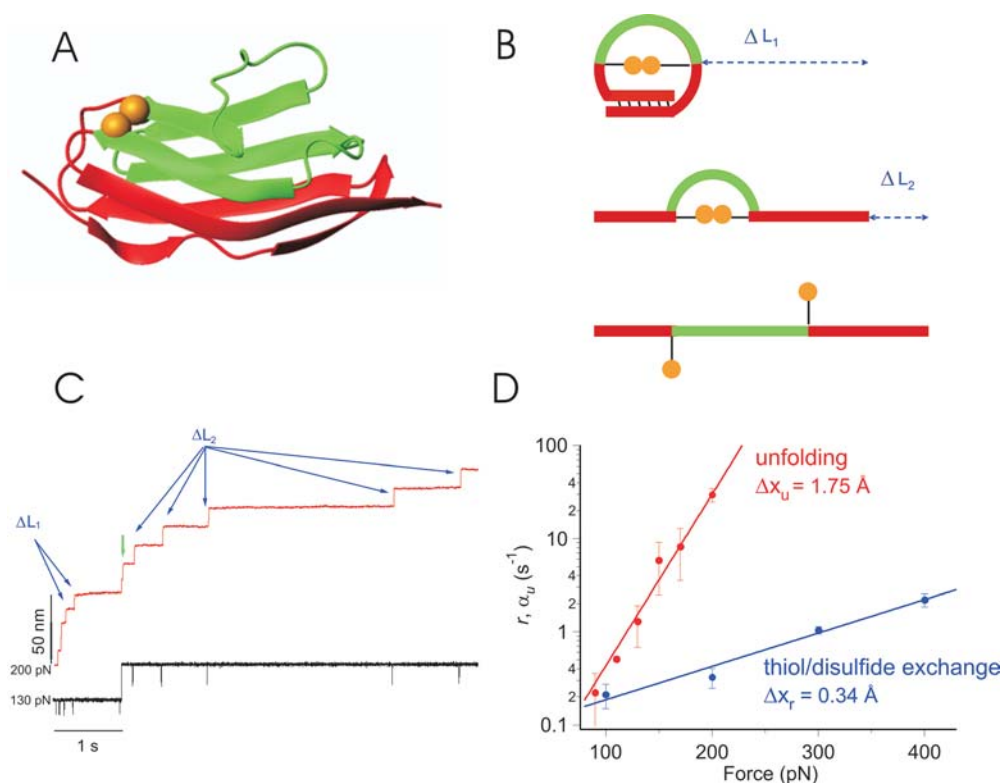 A
B
Δ L₁
Δ L₂
C
ΔL₂
ΔL₁
50 nm
200 pN
130 pN
1 s
D
100
unfolding
Δxᵤ = 1.75 Å
4
2
10
4
2
1
thiol/disulfide exchange
Δxᵣ = 0.34 Å
4
2
0.1
r, αᵤ (s⁻¹)
100 200 300 400
Force (pN)